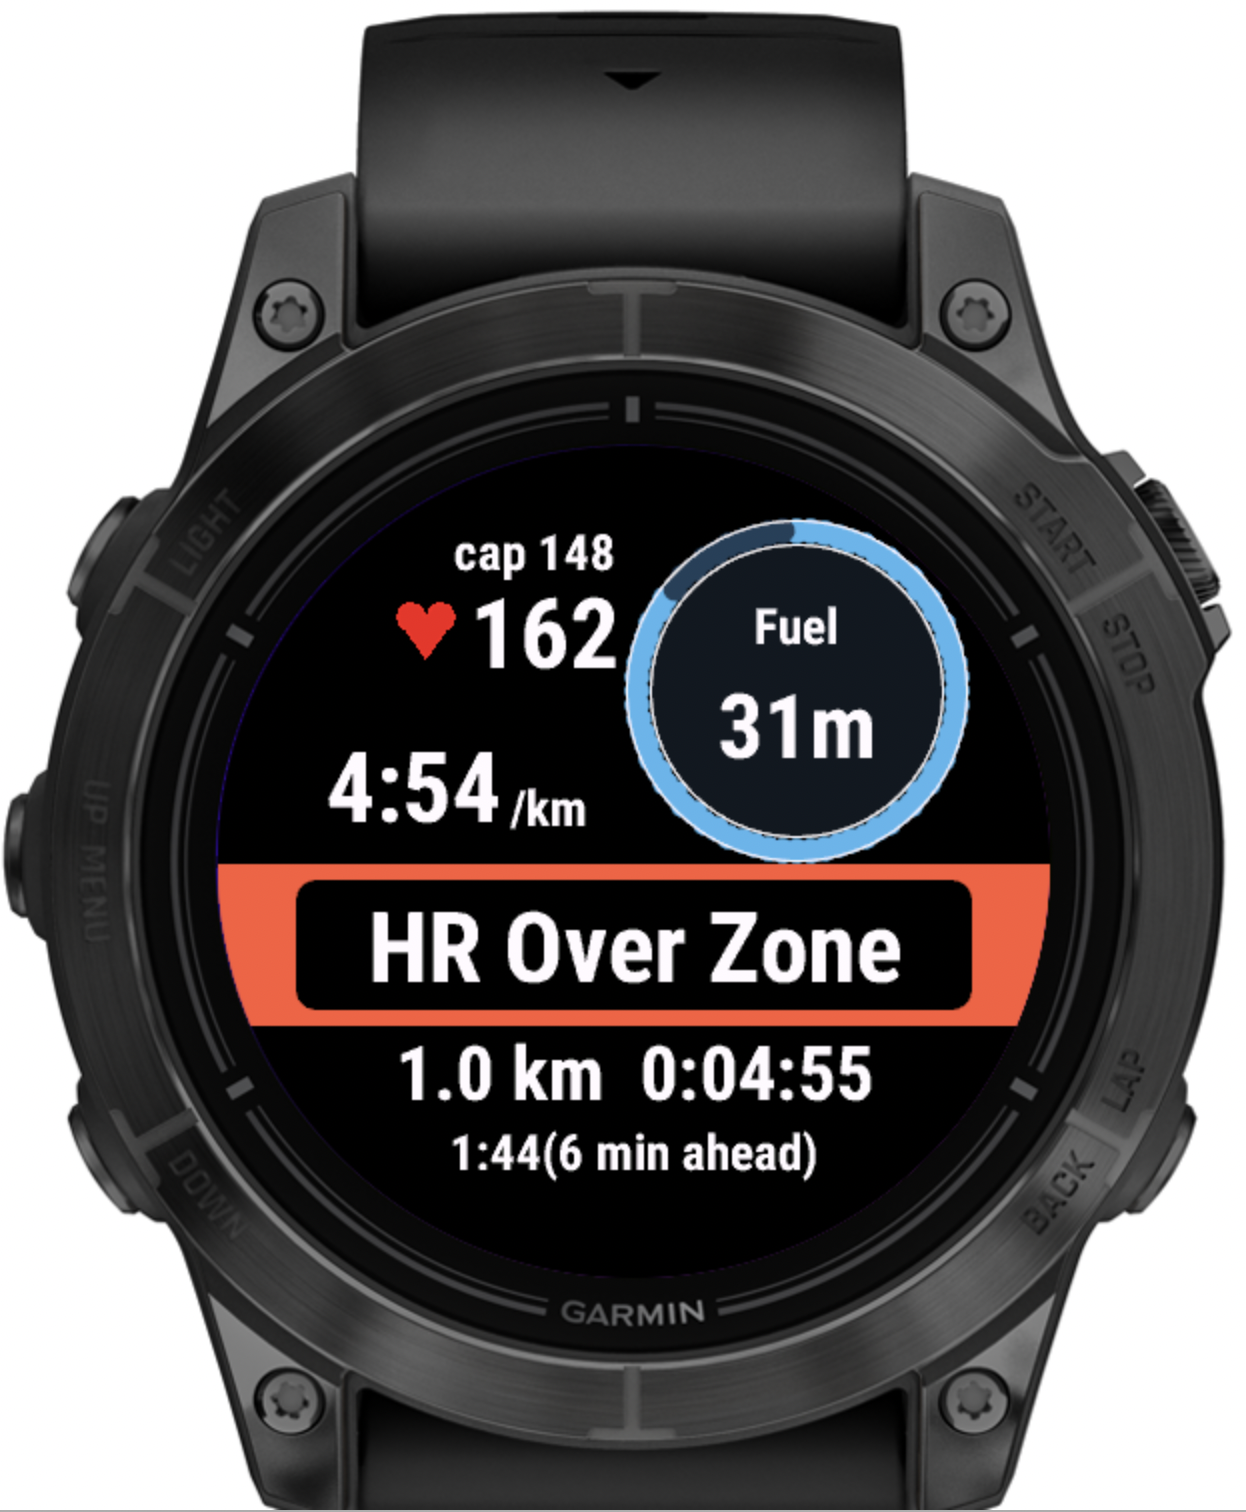 LIGHT
START
STOP
cap 148
162
Fuel
31m
4:54 /km
UP MENU
HR Over Zone
1.0 km 0:04:55
1:44(6 min ahead)
LAP
BACK
DOWN
GARMIN